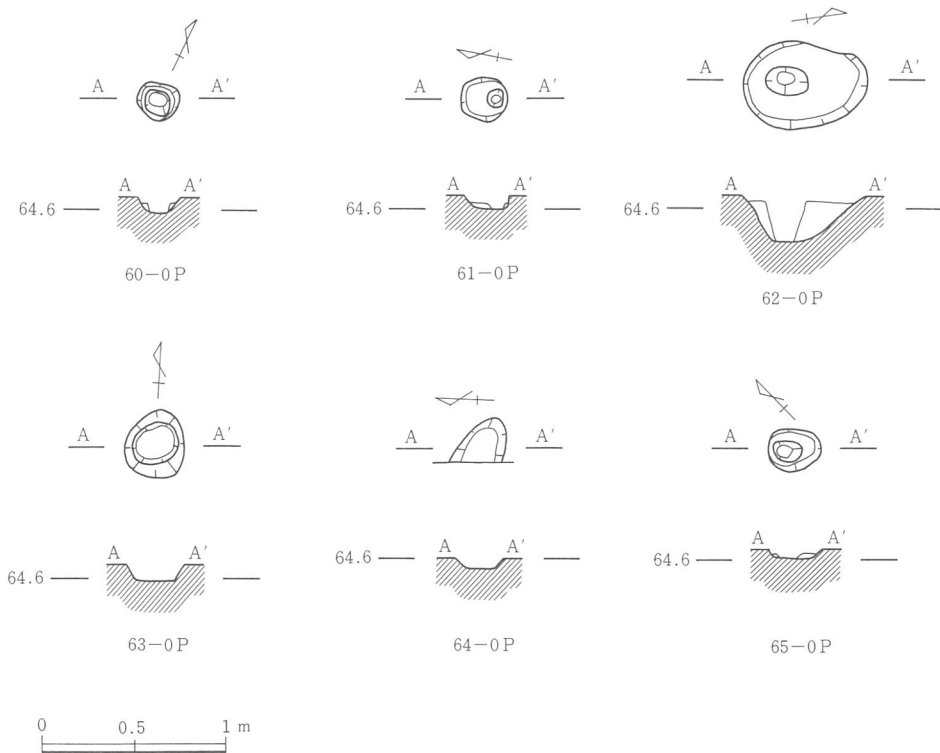 A A′
A A′
64.6
60-0P
A A′
A A′
64.6
61-0P
A A′
A A′
64.6
62-0P
A A′
A A′
64.6
63-0P
A A′
A A′
64.6
64-0P
A A′
A A′
64.6
65-0P
0 0.5 1 m